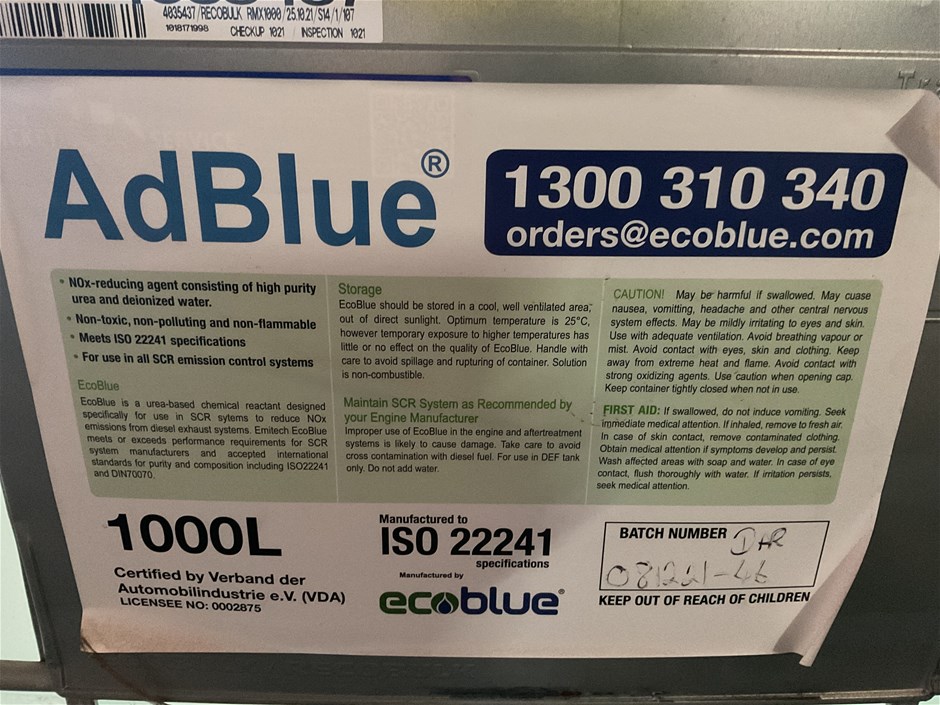 4035437/RECOBULK RMX1000/25.10.21/S14/1/107
1018171998 CHECKUP 1021 / INSPECTION 1021
AdBlue®
1300 310 340
orders@ecoblue.com
• NOx-reducing agent consisting of high purity
urea and deionized water.
• Non-toxic, non-polluting and non-flammable
• Meets ISO 22241 specifications
• For use in all SCR emission control systems
EcoBlue
EcoBlue is a urea-based chemical reactant designed
specifically for use in SCR sytems to reduce NOx
emissions from diesel exhaust systems. Emitech EcoBlue
meets or exceeds performance requirements for SCR
system manufacturers and accepted international
standards for purity and composition including ISO22241
and DIN70070.
Storage
EcoBlue should be stored in a cool, well ventilated area,
out of direct sunlight. Optimum temperature is 25°C,
however temporary exposure to higher temperatures has
little or no effect on the quality of EcoBlue. Handle with
care to avoid spillage and rupturing of container. Solution
is non-combustible.
Maintain SCR System as Recommended by
your Engine Manufacturer
Improper use of EcoBlue in the engine and aftertreatment
systems is likely to cause damage. Take care to avoid
cross contamination with diesel fuel. For use in DEF tank
only. Do not add water.
CAUTION! May be harmful if swallowed. May cuase
nausea, vomitting, headache and other central nervous
system effects. May be mildly irritating to eyes and skin.
Use with adequate ventilation. Avoid breathing vapour or
mist. Avoid contact with eyes, skin and clothing. Keep
away from extreme heat and flame. Avoid contact with
strong oxidizing agents. Use caution when opening cap.
Keep container tightly closed when not in use.
FIRST AID: If swallowed, do not induce vomiting. Seek
immediate medical attention. If inhaled, remove to fresh air.
In case of skin contact, remove contaminated clothing.
Obtain medical attention if symptoms develop and persist.
Wash affected areas with soap and water. In case of eye
contact, flush thoroughly with water. If irritation persists,
seek medical attention.
1000L
Certified by Verband der
Automobilindustrie e.V. (VDA)
LICENSEE NO: 0002875
Manufactured to
ISO 22241
specifications
Manufactured by
ecoblue®
BATCH NUMBER
081221-46
KEEP OUT OF REACH OF CHILDREN